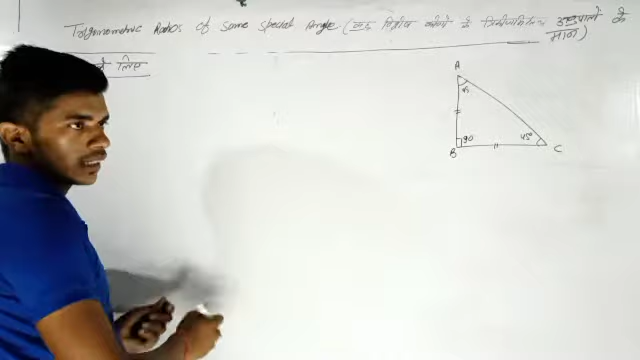 Trigonometric Ratios of Some Special Angle (कुछ विशिष्ट कोणों के त्रिकोणमितीय अनुपातों के
मान)
लिए
A
45
B
90
45°
C